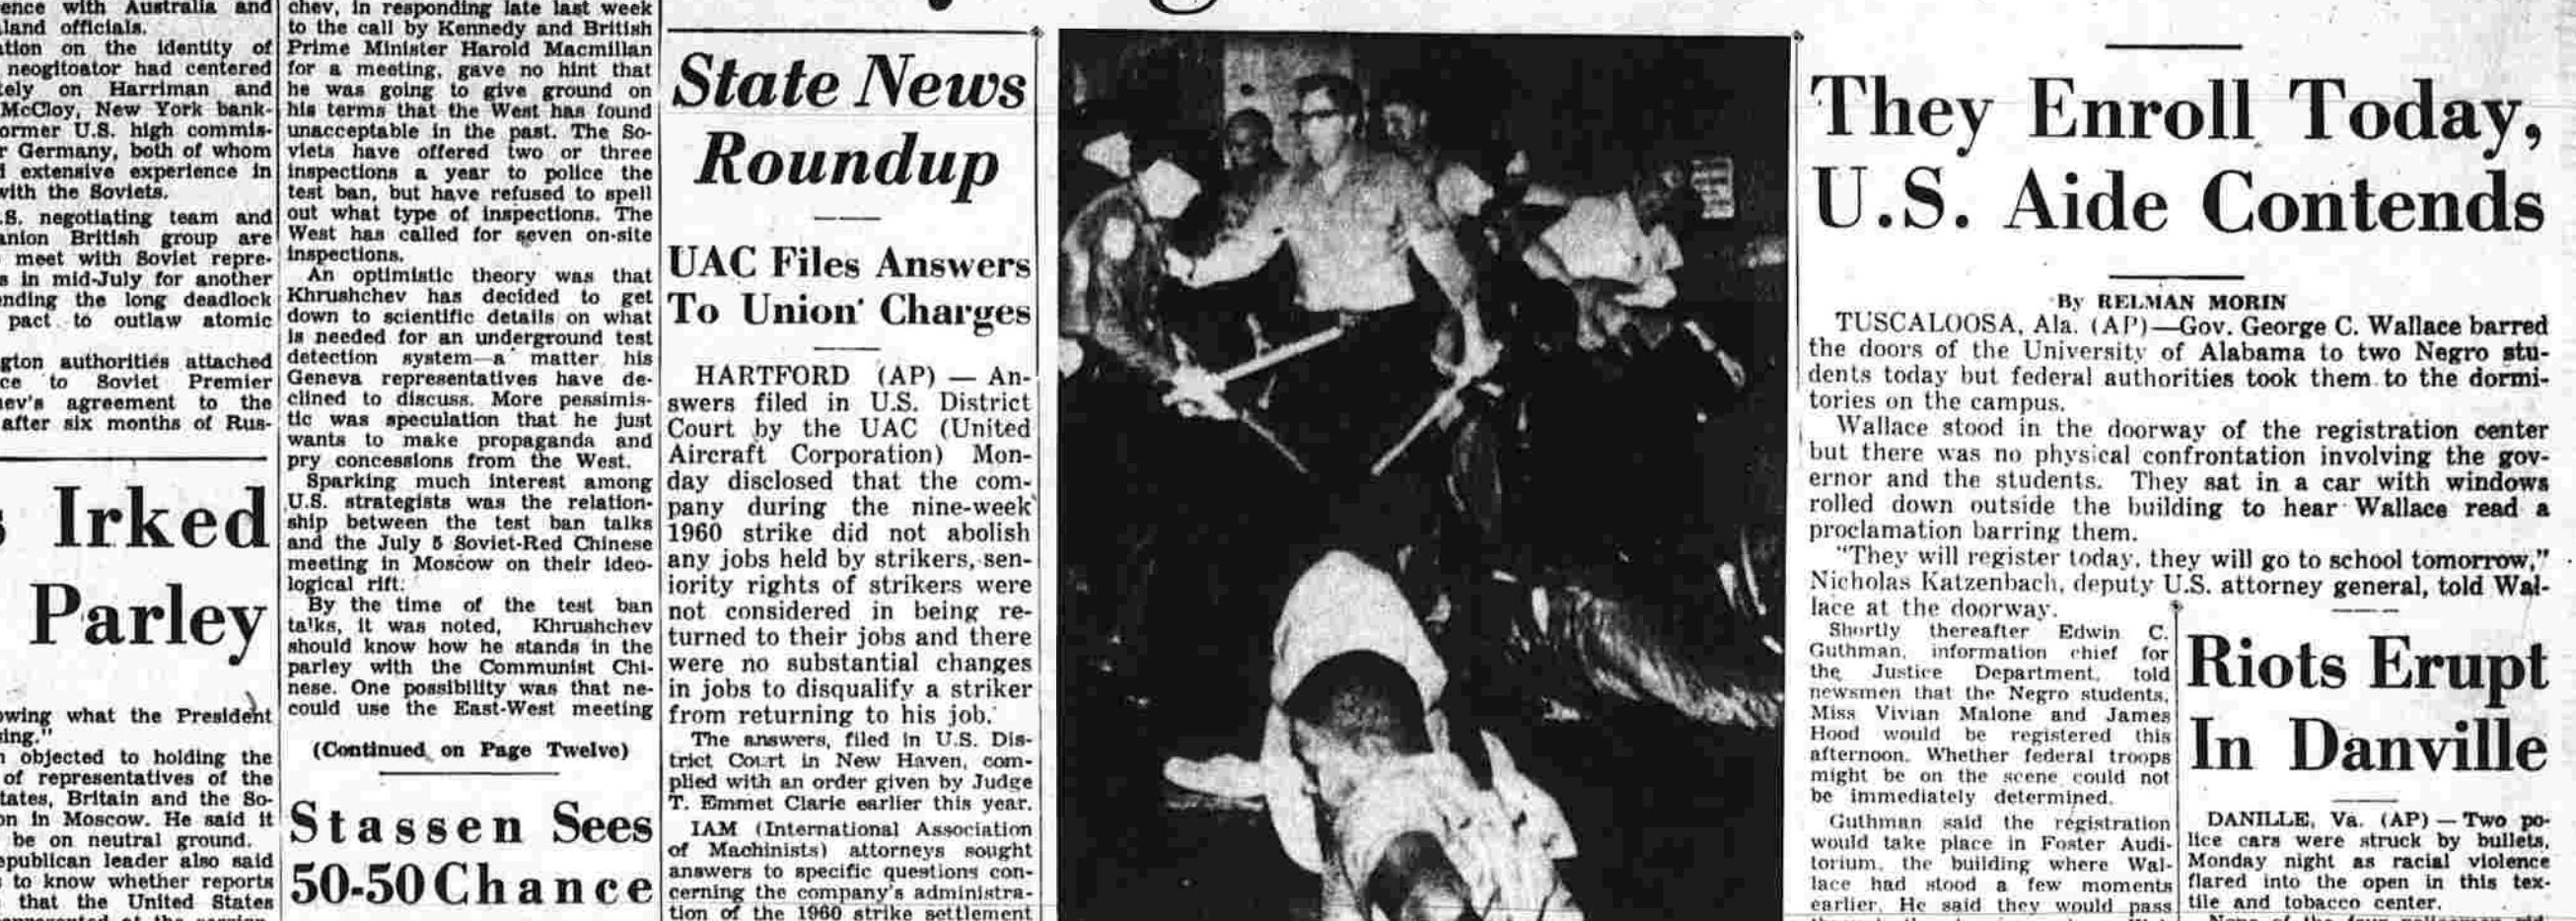 ence with Australia and
land officials.
tion on the identity of
neogitoator had centered
ely on Harriman and
McCloy, New York bank-
ormer U.S. high commis-
r Germany, both of whom
extensive experience in
with the Soviets.
.S. negotiating team and
anion British group are
meet with Soviet repre-
s in mid-July for another
ending the long deadlock
pact to outlaw atomic
gton authorities attached
ce to Soviet Premier
ev's agreement to the
after six months of Rus-
s Irked
Parley
owing what the President
ing."
objected to holding the
of representatives of the
tates, Britain and the So-
on in Moscow. He said it
be on neutral ground.
epublican leader also said
to know whether reports
that the United States
chev, in responding late last week
to the call by Kennedy and British
Prime Minister Harold Macmillan
for a meeting, gave no hint that
he was going to give ground on
his terms that the West has found
unacceptable in the past. The So-
viets have offered two or three
inspections a year to police the
test ban, but have refused to spell
out what type of inspections. The
West has called for seven on-site
inspections.
An optimistic theory was that
Khrushchev has decided to get
down to scientific details on what
is needed for an underground test
detection system—a matter his
Geneva representatives have de-
clined to discuss. More pessimis-
tic was speculation that he just
wants to make propaganda and
pry concessions from the West.
Sparking much interest among
U.S. strategists was the relation-
ship between the test ban talks
and the July 5 Soviet-Red Chinese
meeting in Moscow on their ideo-
logical rift.
By the time of the test ban
talks, it was noted, Khrushchev
should know how he stands in the
parley with the Communist Chi-
nese. One possibility was that ne-
could use the East-West meeting
(Continued on Page Twelve)
Stassen Sees
50-50 Chance
State News
Roundup
UAC Files Answers
To Union' Charges
HARTFORD (AP) — An-
swers filed in U.S. District
Court by the UAC (United
Aircraft Corporation) Mon-
day disclosed that the com-
pany during the nine-week
1960 strike did not abolish
any jobs held by strikers, sen-
iority rights of strikers were
not considered in being re-
turned to their jobs and there
were no substantial changes
in jobs to disqualify a striker
from returning to his job.
The answers, filed in U.S. Dis-
trict Court in New Haven, com-
plied with an order given by Judge
T. Emmet Clarie earlier this year.
IAM (International Association
of Machinists) attorneys sought
answers to specific questions con-
cerning the company's administra-
tion of the 1960 strike settlement
They Enroll Today,
U.S. Aide Contends
By RELMAN MORIN
TUSCALOOSA, Ala. (AP)—Gov. George C. Wallace barred
the doors of the University of Alabama to two Negro stu-
dents today but federal authorities took them to the dormi-
tories on the campus.
Wallace stood in the doorway of the registration center
but there was no physical confrontation involving the gov-
ernor and the students. They sat in a car with windows
rolled down outside the building to hear Wallace read a
proclamation barring them.
"They will register today, they will go to school tomorrow,"
Nicholas Katzenbach, deputy U.S. attorney general, told Wal-
lace at the doorway.
Shortly thereafter Edwin C.
Guthman, information chief for
the Justice Department, told
newsmen that the Negro students,
Miss Vivian Malone and James
Hood would be registered this
afternoon. Whether federal troops
might be on the scene could not
be immediately determined.
Guthman said the registration
would take place in Foster Audi-
torium, the building where Wal-
lace had stood a few moments
earlier. He said they would pass
Riots Erupt
In Danville
DANILLE, Va. (AP) — Two po-
lice cars were struck by bullets,
Monday night as racial violence
flared into the open in this tex-
tile and tobacco center.